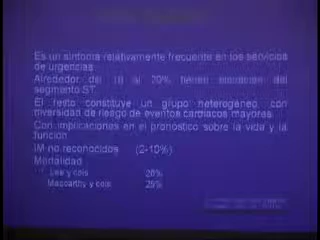 Es un síntoma relativamente frecuente en los servicios
de urgencias.
Alrededor del 10 al 20% tienen elevación del
segmento ST.
El resto constituye un grupo heterogéneo, con
diversidad de riesgo de eventos cardiacos mayores.
Con implicaciones en el pronóstico sobre la vida y la
función.
IM no reconocidos (2-10%)
Mortalidad
Lee y cols 26%
Maccarthy y cols 25%